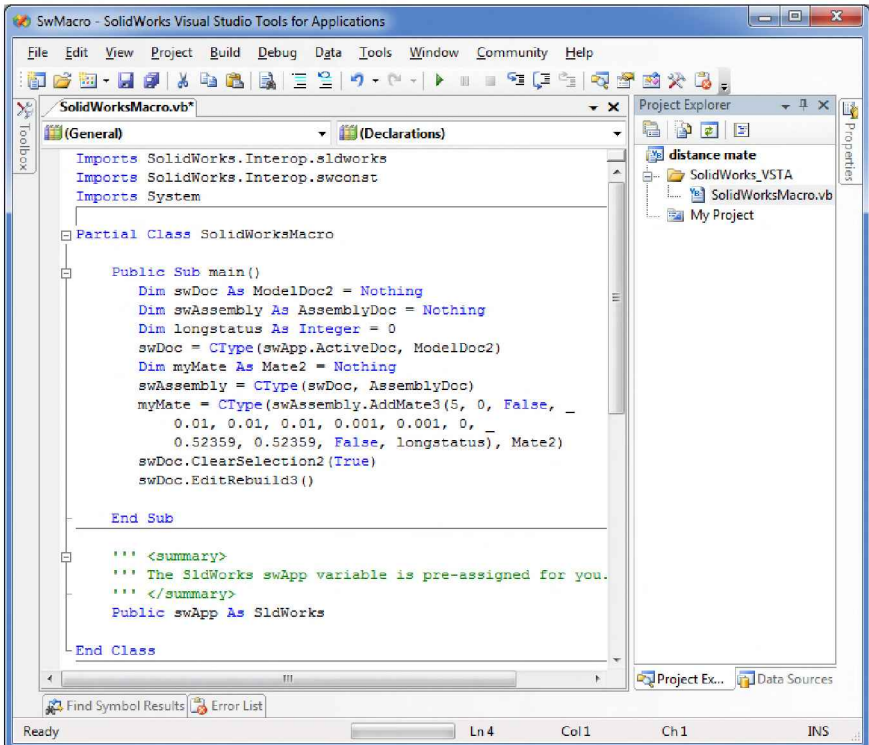 SwMacro - SolidWorks Visual Studio Tools for Applications
File Edit View Project Build Debug Data Tools Window Community Help
SolidWorksMacro.vb*
(General) (Declarations)
Imports SolidWorks.Interop.sldworks
Imports SolidWorks.Interop.swconst
Imports System
Partial Class SolidWorksMacro
Public Sub main()
Dim swDoc As ModelDoc2 = Nothing
Dim swAssembly As AssemblyDoc = Nothing
Dim longstatus As Integer = 0
swDoc = CType(swApp.ActiveDoc, ModelDoc2)
Dim myMate As Mate2 = Nothing
swAssembly = CType(swDoc, AssemblyDoc)
myMate = CType(swAssembly.AddMate3(5, 0, False, _
0.01, 0.01, 0.01, 0.001, 0.001, 0, _
0.52359, 0.52359, False, longstatus), Mate2)
swDoc.ClearSelection2(True)
swDoc.EditRebuild3()
End Sub
''' <summary>
''' The SldWorks swApp variable is pre-assigned for you.
''' </summary>
Public swApp As SldWorks
End Class
Toolbox
Project Explorer
distance mate
SolidWorks_VSTA
SolidWorksMacro.vb
My Project
Properties
Project Ex... Data Sources
Find Symbol Results Error List
Ready Ln 4 Col 1 Ch 1 INS